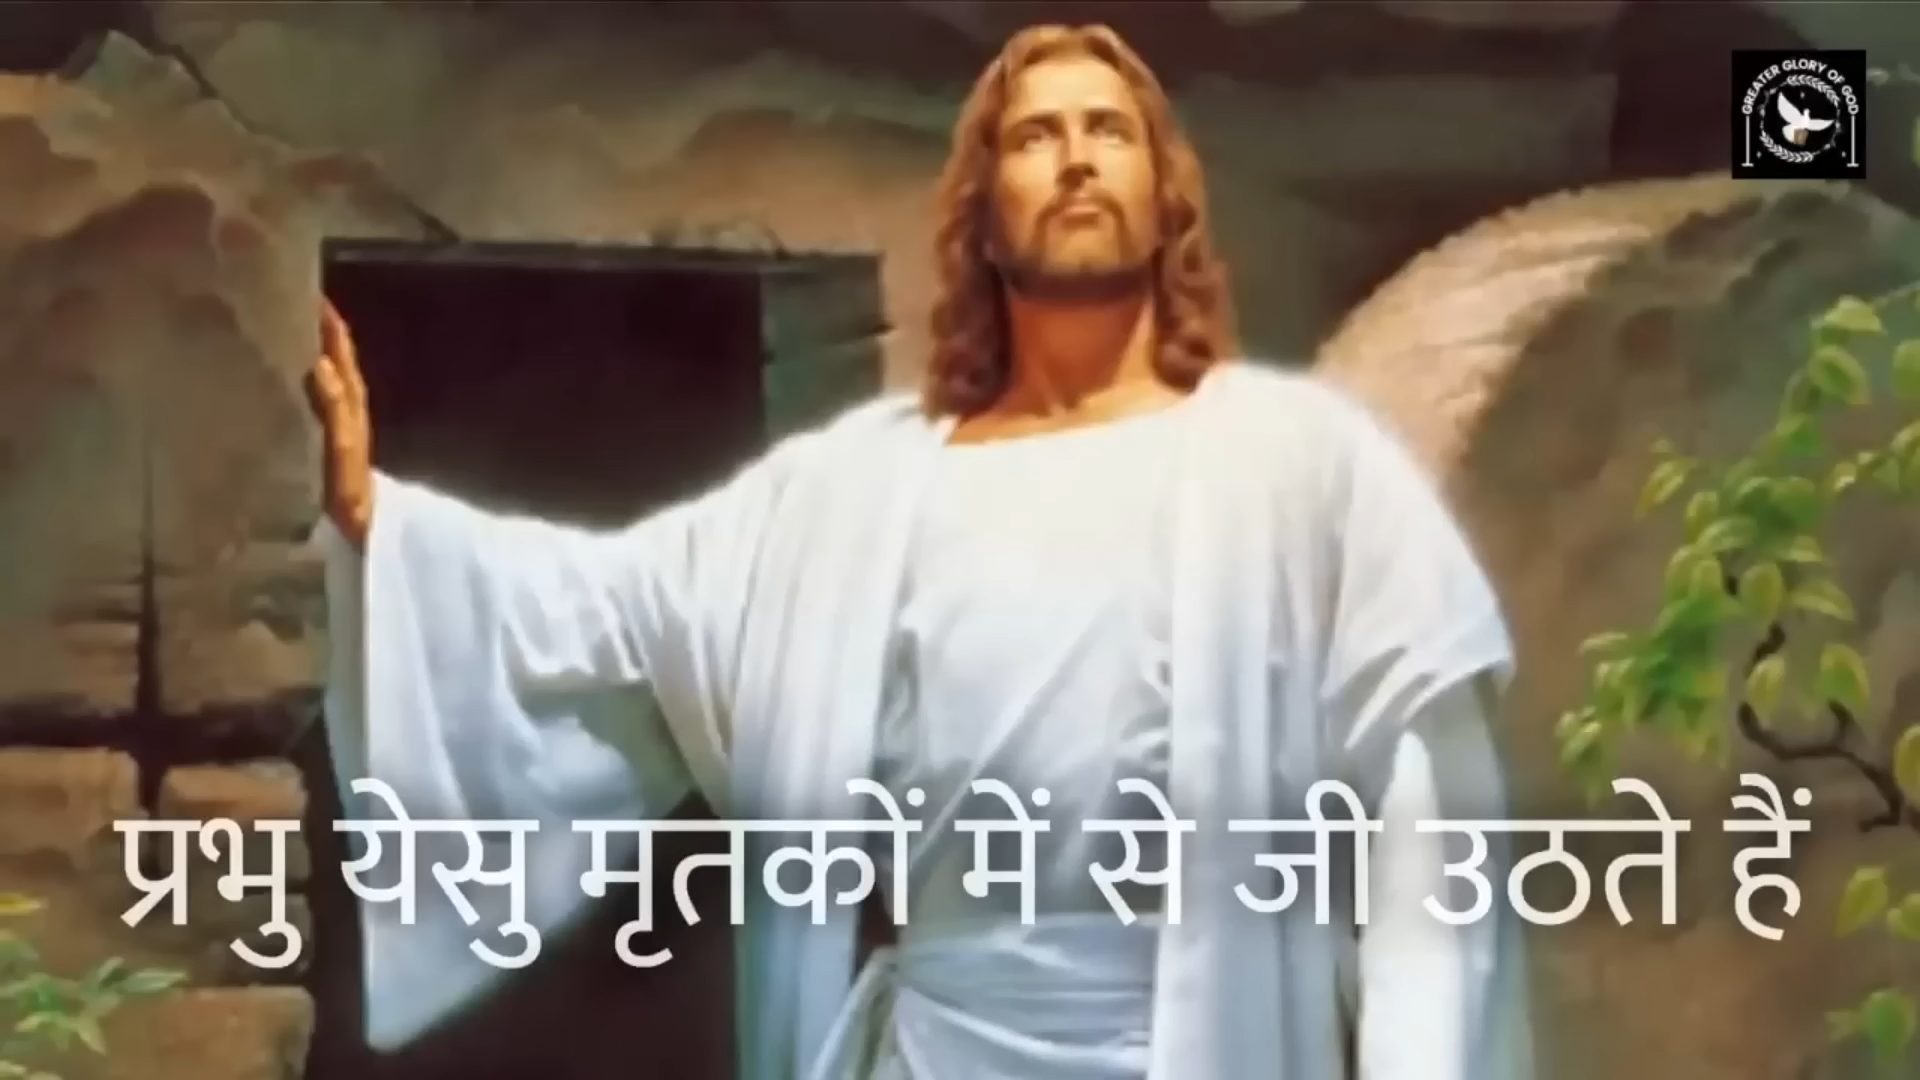 GREATER GLORY OF GOD
प्रभु येसु मृतकों में से जी उठते हैं